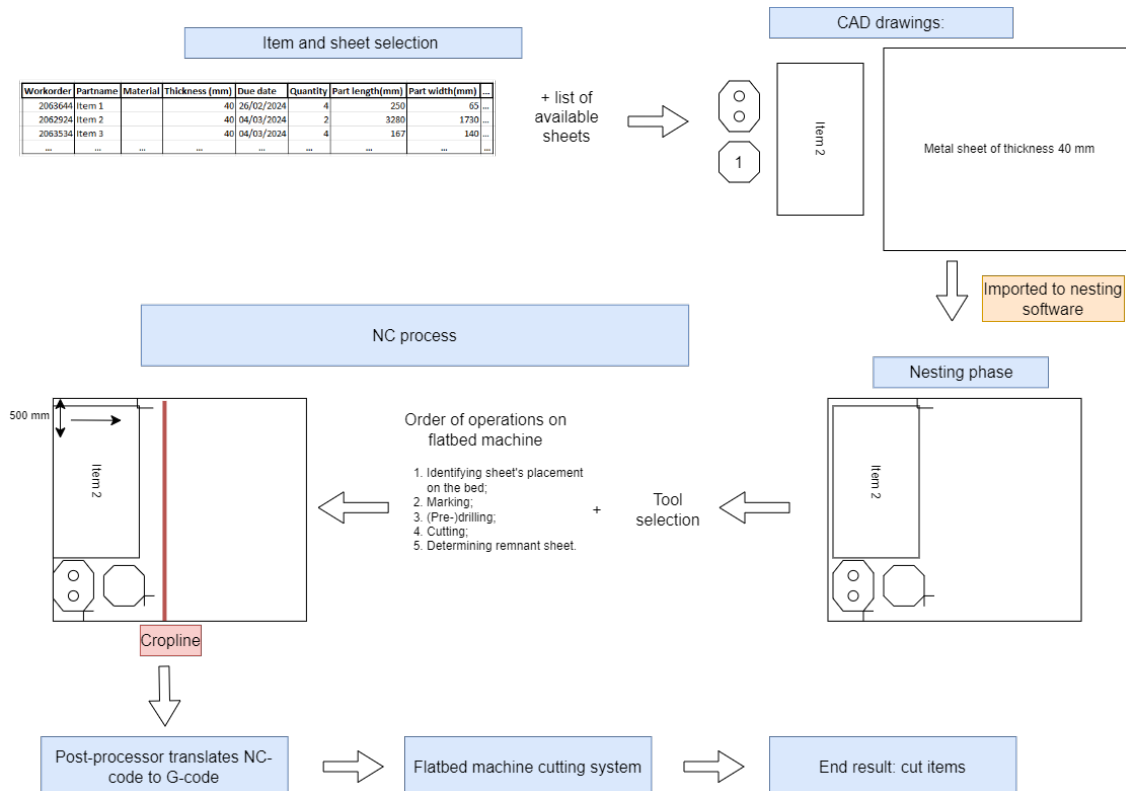 Item and sheet selection
CAD drawings:
Workorder Partname Material Thickness (mm) Due date Quantity Part length(mm) Part width(mm) ...
2063644 Item 1 40 26/02/2024 4 250 65 ...
2062924 Item 2 40 04/03/2024 2 3280 1730 ...
2063534 Item 3 40 04/03/2024 4 167 140 ...
... ... ... ... ... ... ... ... ...
+ list of
available
sheets
1
Item 2
Metal sheet of thickness 40 mm
Imported to nesting
software
NC process
Nesting phase
500 mm
Item 2
Order of operations on
flatbed machine
1. Identifying sheet's placement
on the bed;
2. Marking;
3. (Pre-)drilling;
4. Cutting;
5. Determining remnant sheet.
+
Tool
selection
Item 2
Cropline
Post-processor translates NC-
code to G-code
Flatbed machine cutting system
End result: cut items